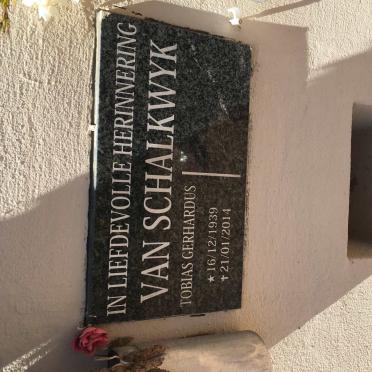 IN LIEFDEVOLLE HERINNERING
VAN SCHALKWYK
TOBIAS GERHARDUS
★ 16/12/1939
✝ 21/01/2014